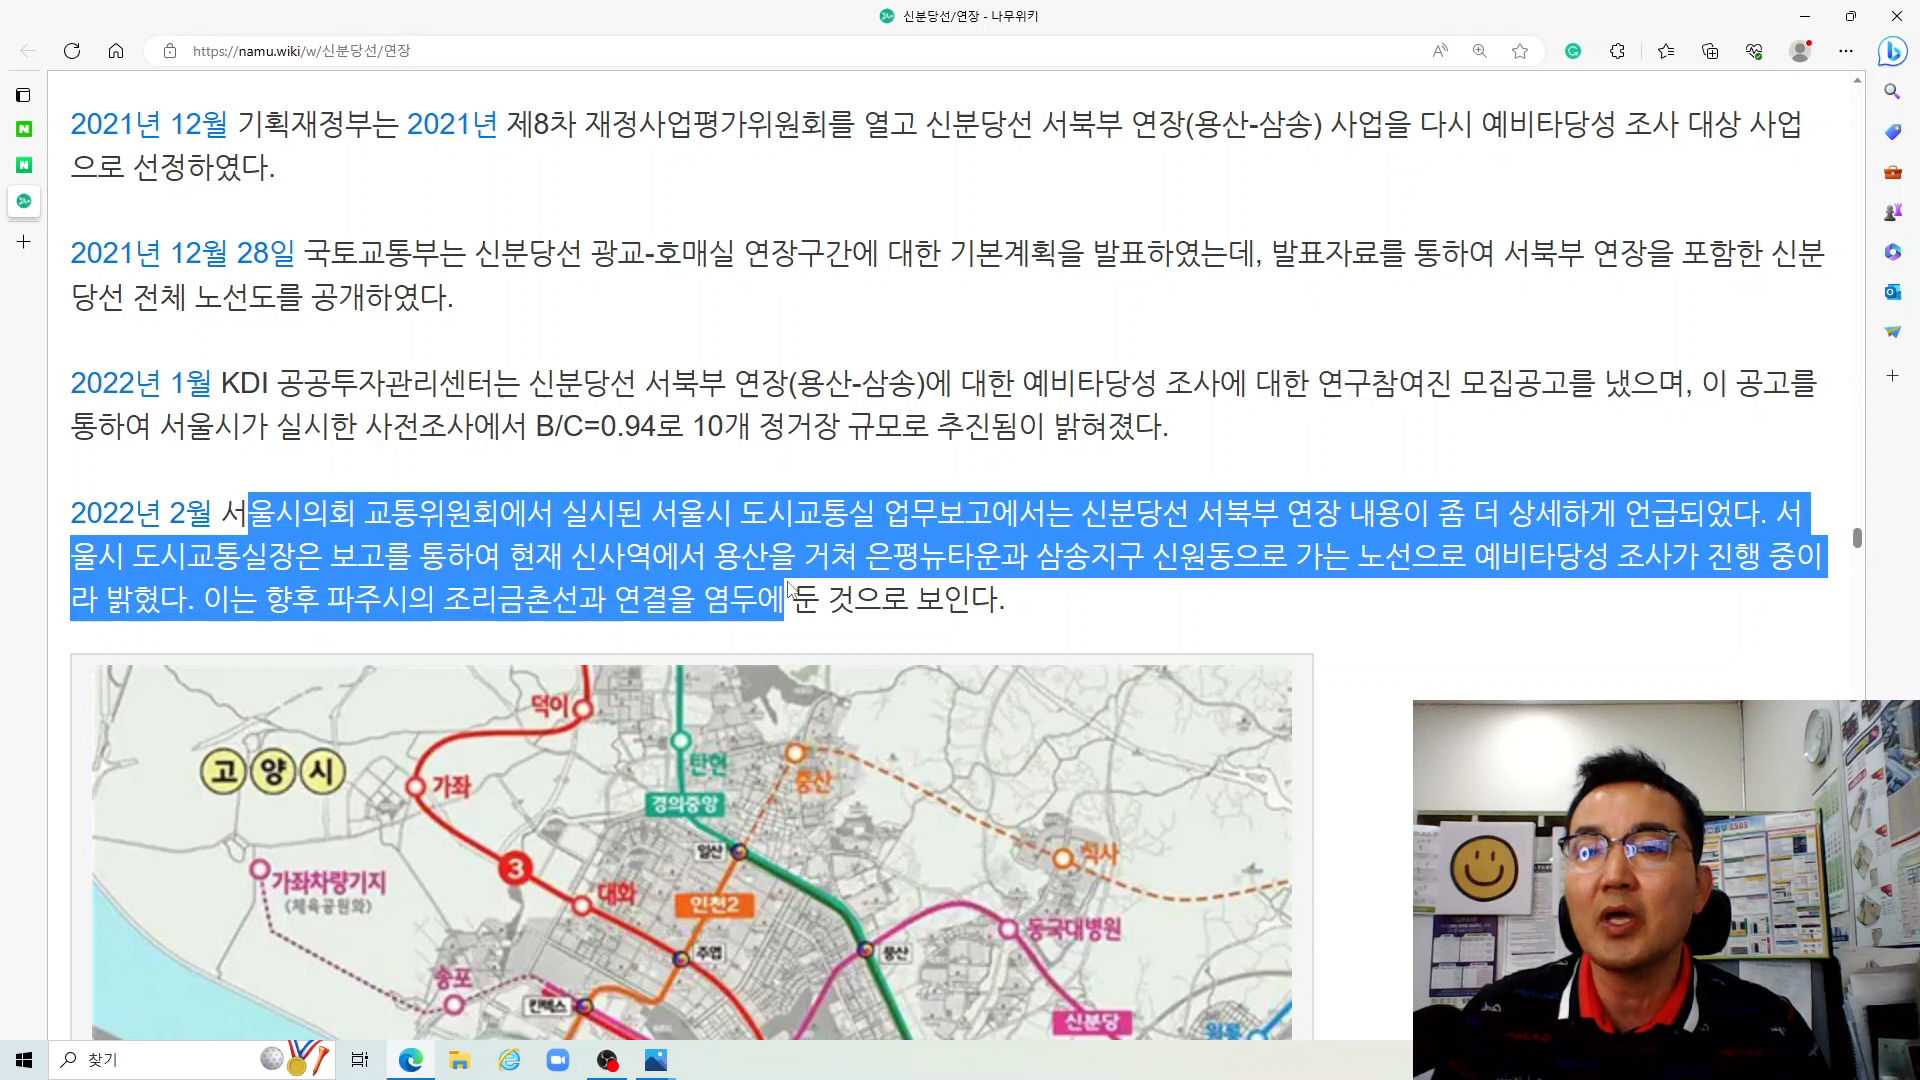 신분당선/연장 - 나무위키
https://namu.wiki/w/신분당선/연장
2021년 12월 기획재정부는 2021년 제8차 재정사업평가위원회를 열고 신분당선 서북부 연장(용산-삼송) 사업을 다시 예비타당성 조사 대상 사업
으로 선정하였다.
2021년 12월 28일 국토교통부는 신분당선 광교-호매실 연장구간에 대한 기본계획을 발표하였는데, 발표자료를 통하여 서북부 연장을 포함한 신분
당선 전체 노선도를 공개하였다.
2022년 1월 KDI 공공투자관리센터는 신분당선 서북부 연장(용산-삼송)에 대한 예비타당성 조사에 대한 연구참여진 모집공고를 냈으며, 이 공고를
통하여 서울시가 실시한 사전조사에서 B/C=0.94로 10개 정거장 규모로 추진됨이 밝혀졌다.
2022년 2월 서울시의회 교통위원회에서 실시된 서울시 도시교통실 업무보고에서는 신분당선 서북부 연장 내용이 좀 더 상세하게 언급되었다. 서
울시 도시교통실장은 보고를 통하여 현재 신사역에서 용산을 거쳐 은평뉴타운과 삼송지구 신원동으로 가는 노선으로 예비타당성 조사가 진행 중이
라 밝혔다. 이는 향후 파주시의 조리금촌선과 연결을 염두에 둔 것으로 보인다.
덕이
고양시
가좌
탄현
중산
경의중앙
일산
식사
3
가좌차량기지
(체육공원화)
대화
인천2
동국대병원
주엽
풍산
송포
킨텍스
신분당
찾기